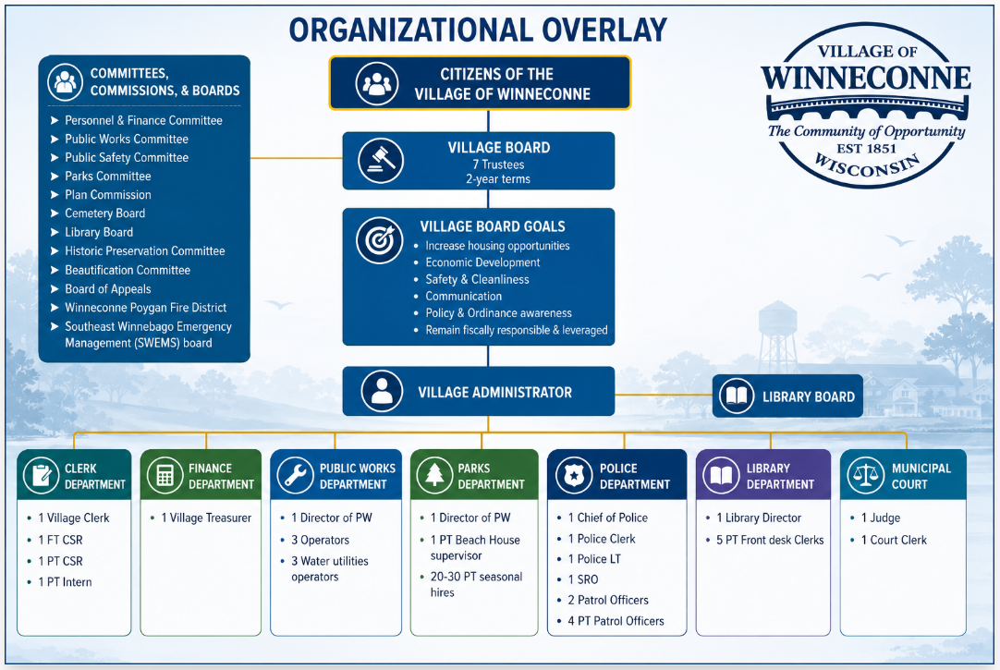 ORGANIZATIONAL OVERLAY
COMMITTEES,
COMMISSIONS, & BOARDS
➤ Personnel & Finance Committee
➤ Public Works Committee
➤ Public Safety Committee
➤ Parks Committee
➤ Plan Commission
➤ Cemetery Board
➤ Library Board
➤ Historic Preservation Committee
➤ Beautification Committee
➤ Board of Appeals
➤ Winneconne Poygan Fire District
➤ Southeast Winnebago Emergency
Management (SWEMS) board
CITIZENS OF THE
VILLAGE OF WINNECONNE
VILLAGE BOARD
7 Trustees
2-year terms
VILLAGE BOARD GOALS
• Increase housing opportunities
• Economic Development
• Safety & Cleanliness
• Communication
• Policy & Ordinance awareness
• Remain fiscally responsible & leveraged
VILLAGE OF
WINNECONNE
The Community of Opportunity
EST 1851
WISCONSIN
VILLAGE ADMINISTRATOR
LIBRARY BOARD
CLERK
DEPARTMENT
• 1 Village Clerk
• 1 FT CSR
• 1 PT CSR
• 1 PT Intern
FINANCE
DEPARTMENT
• 1 Village Treasurer
PUBLIC WORKS
DEPARTMENT
• 1 Director of PW
• 3 Operators
• 3 Water utilities
operators
PARKS
DEPARTMENT
• 1 Director of PW
• 1 PT Beach House
supervisor
• 20-30 PT seasonal
hires
POLICE
DEPARTMENT
• 1 Chief of Police
• 1 Police Clerk
• 1 Police LT
• 1 SRO
• 2 Patrol Officers
• 4 PT Patrol Officers
LIBRARY
DEPARTMENT
• 1 Library Director
• 5 PT Front desk Clerks
MUNICIPAL
COURT
• 1 Judge
• 1 Court Clerk